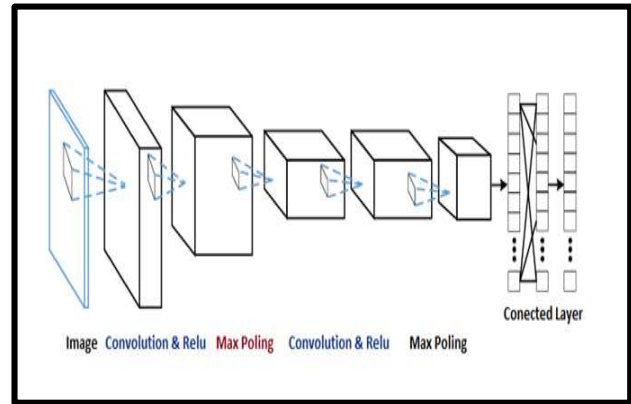 Conected Layer
Image Convolution & Relu Max Poling Convolution & Relu Max Poling